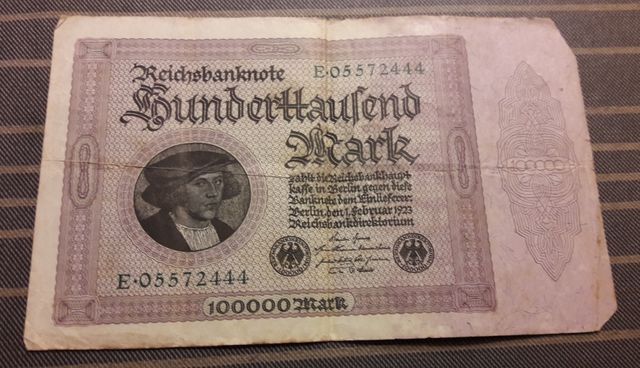 Reichsbanknote
E·05572444
Hunderttausend
Mark
zahlt die Reichsbankhaupt
kasse in Berlin gegen diese
Banknote dem Einlieferer:
Berlin, den 1. Februar 1923
Reichsbankdirektorium
E·05572444
100000 Mark